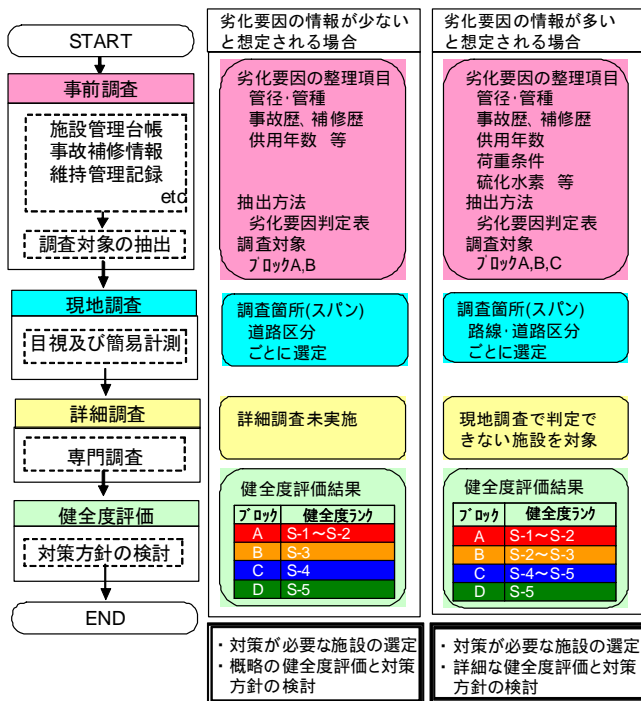 START
事前調査
施設管理台帳
事故補修情報
維持管理記録
etc
調査対象の抽出
現地調査
目視及び簡易計測
詳細調査
専門調査
健全度評価
対策方針の検討
END
劣化要因の情報が少ない
と想定される場合
劣化要因の整理項目
管径・管種
事故歴、補修歴
供用年数 等
抽出方法
劣化要因判定表
調査対象
ブロックA,B
調査箇所(スパン)
道路区分
ごとに選定
詳細調査未実施
健全度評価結果
ブロック 健全度ランク
A S-1～S-2
B S-3
C S-4
D S-5
・対策が必要な施設の選定
・概略の健全度評価と対策
方針の検討
劣化要因の情報が多い
と想定される場合
劣化要因の整理項目
管径・管種
事故歴、補修歴
供用年数
荷重条件
硫化水素 等
抽出方法
劣化要因判定表
調査対象
ブロックA,B,C
調査箇所(スパン)
路線・道路区分
ごとに選定
現地調査で判定で
きない施設を対象
健全度評価結果
ブロック 健全度ランク
A S-1～S-2
B S-2～S-3
C S-4～S-5
D S-5
・対策が必要な施設の選定
・詳細な健全度評価と対策
方針の検討